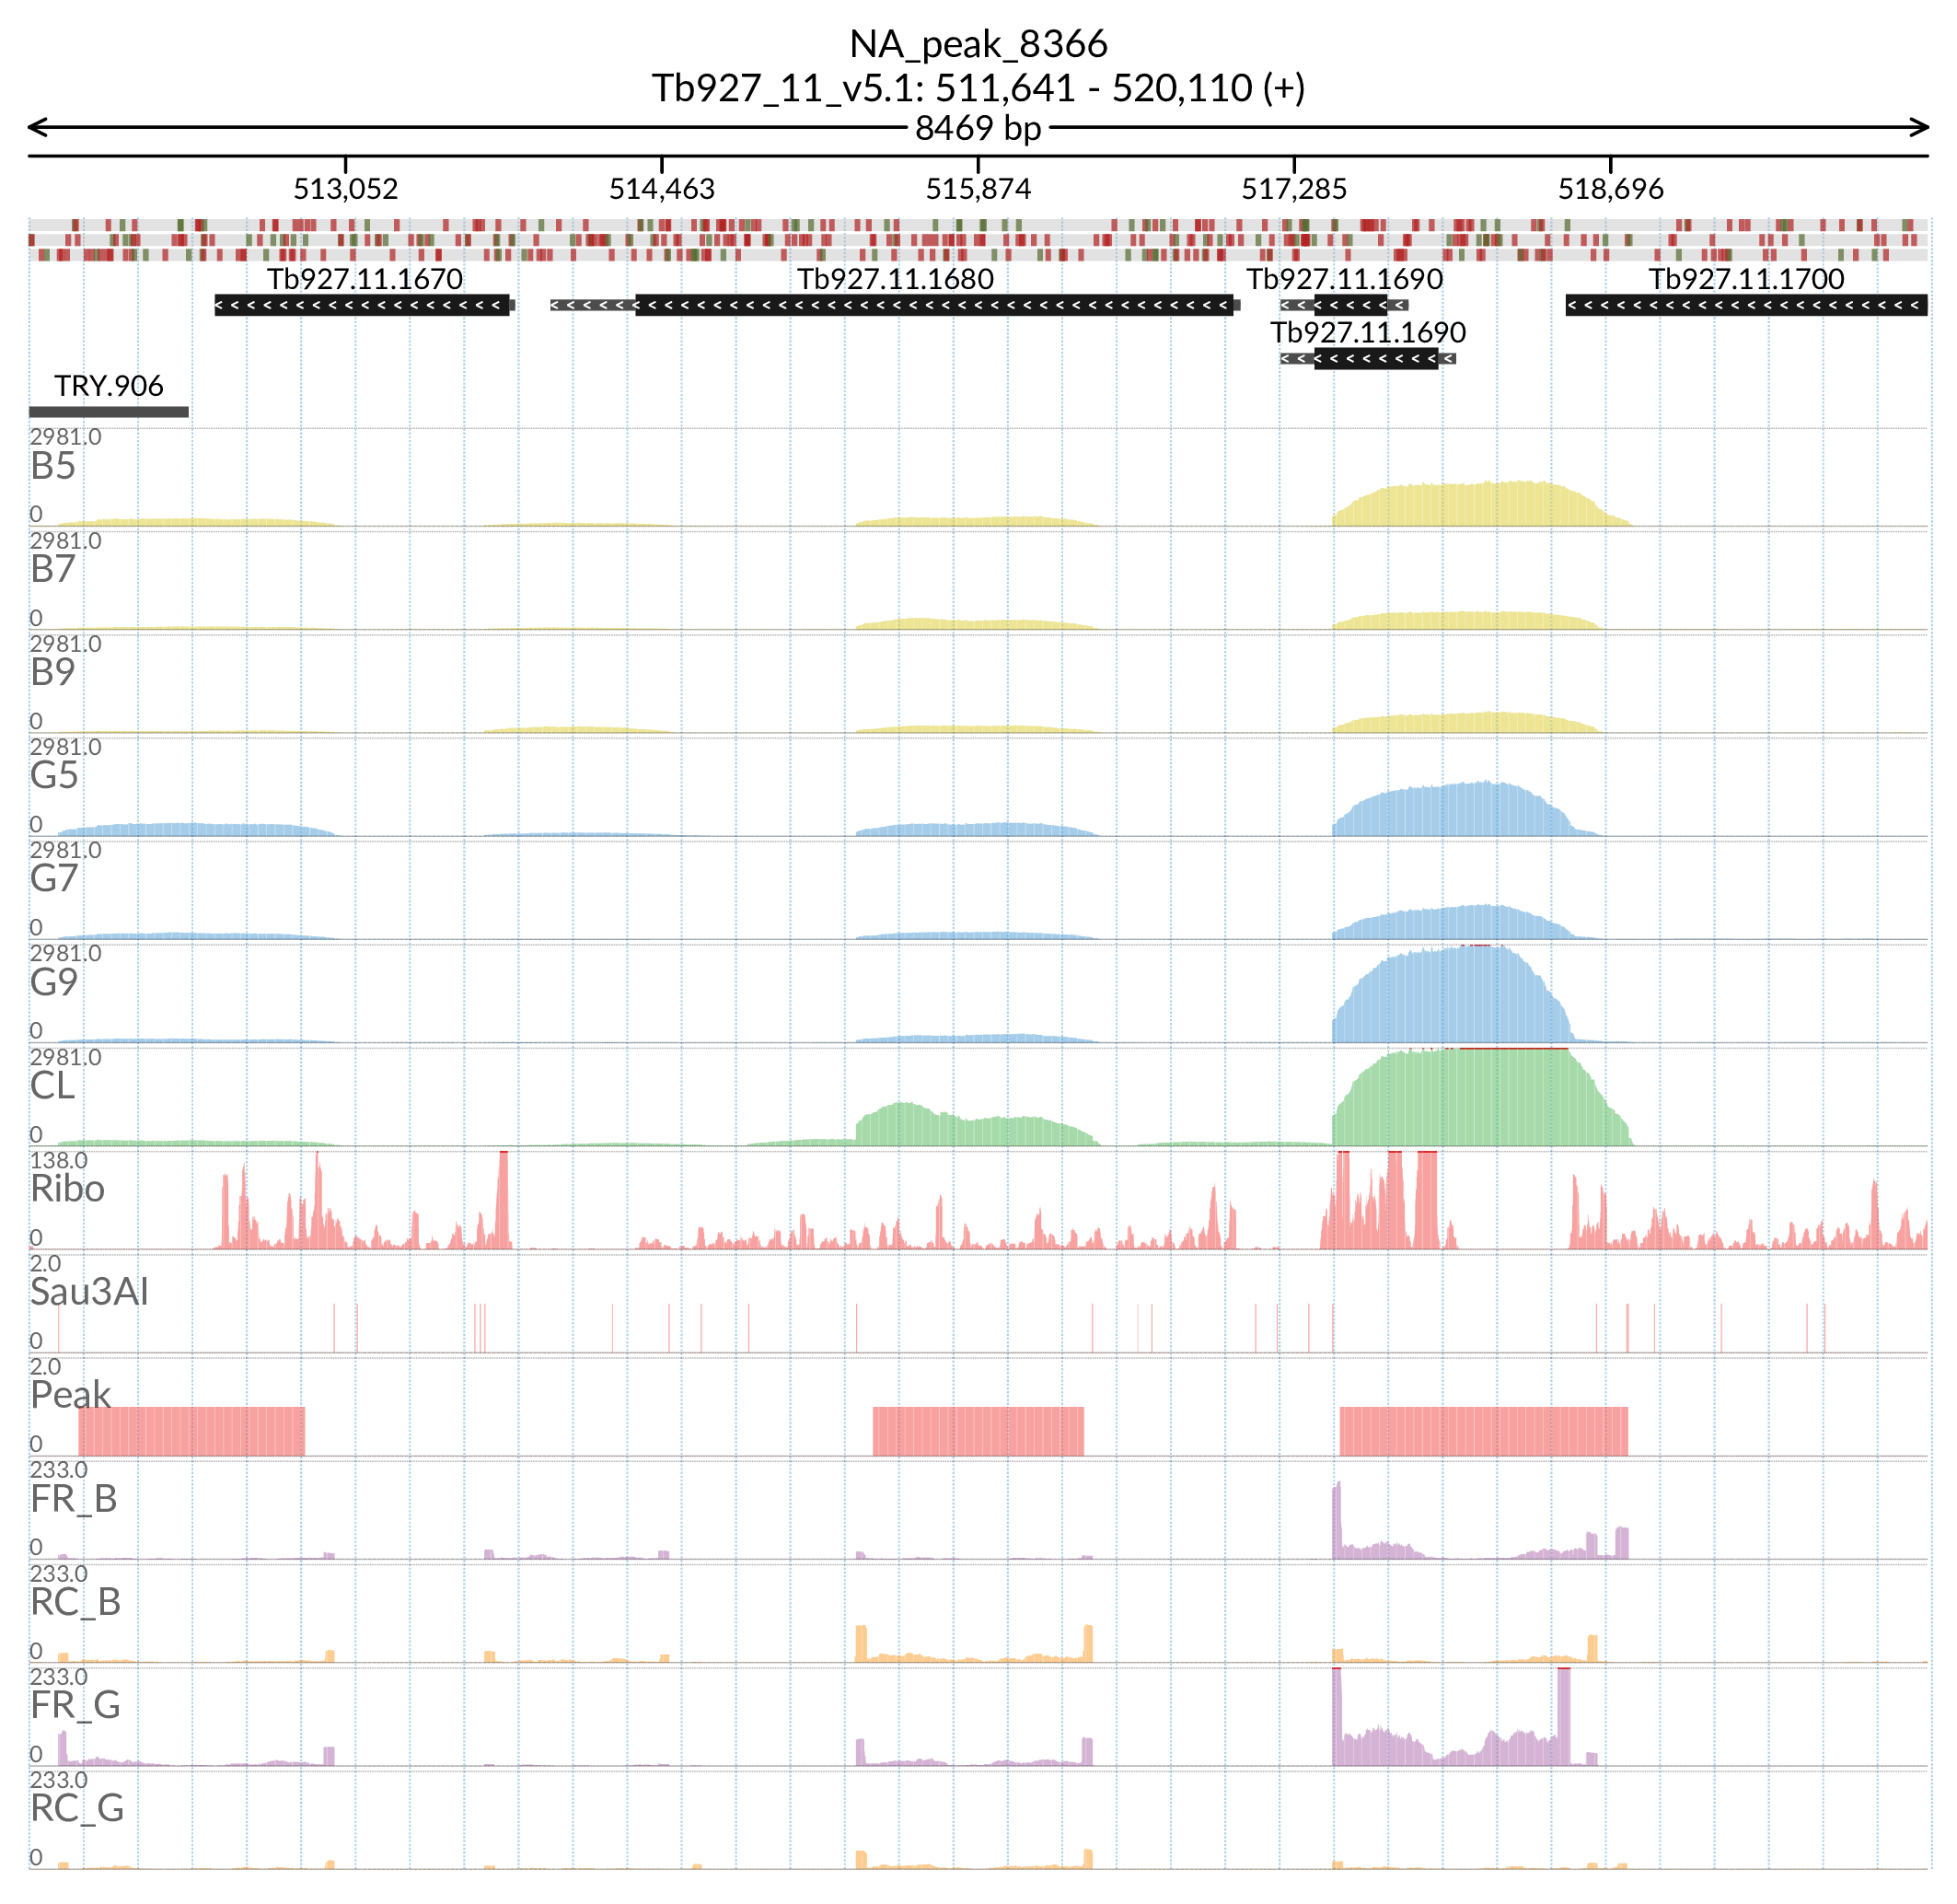 NA_peak_8366
Tb927_11_v5.1: 511,641 - 520,110 (+)
8469 bp
513,052 514,463 515,874 517,285 518,696
Tb927.11.1670 Tb927.11.1680 Tb927.11.1690 Tb927.11.1700
Tb927.11.1690
TRY.906
2981.0
B5
0
2981.0
B7
0
2981.0
B9
0
2981.0
G5
0
2981.0
G7
0
2981.0
G9
0
2981.0
CL
0
138.0
Ribo
0
2.0
Sau3AI
0
2.0
Peak
0
233.0
FR_B
0
233.0
RC_B
0
233.0
FR_G
0
233.0
RC_G
0